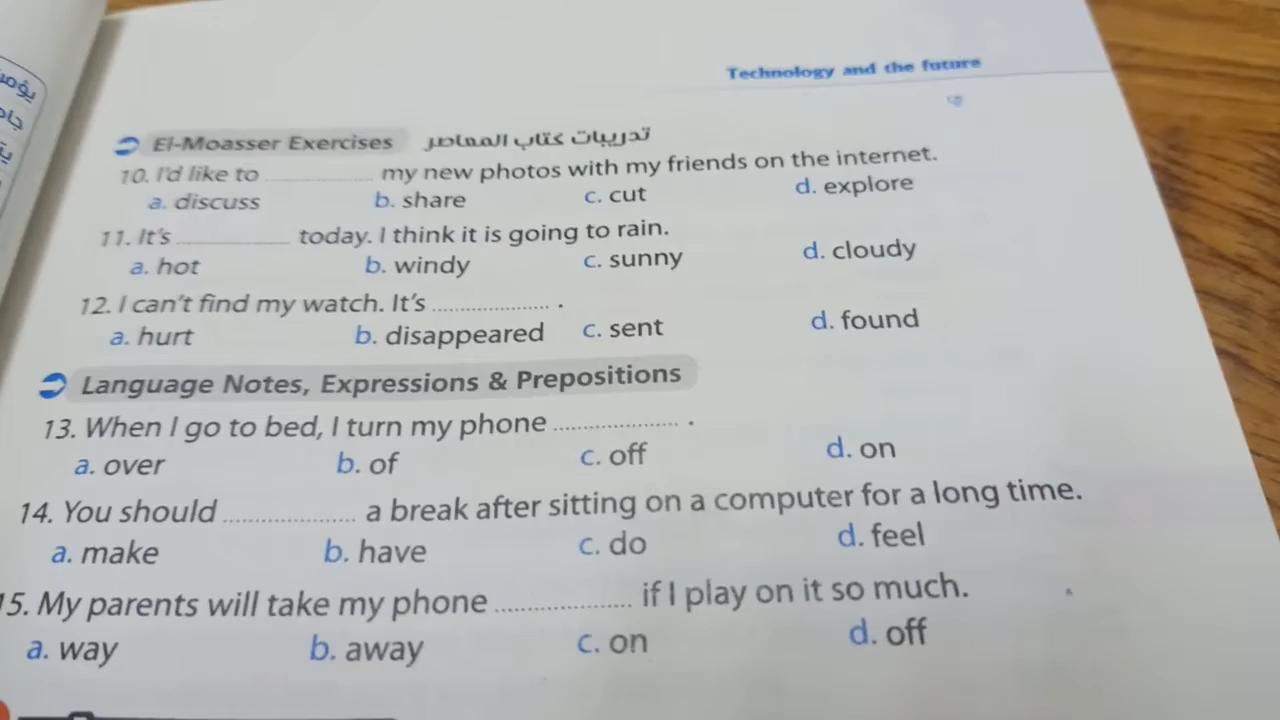 Technology and the future
El-Moasser Exercises تدريبات كتاب المعاصر
10. I'd like to ............ my new photos with my friends on the internet.
a. discuss b. share c. cut d. explore
11. It's ............ today. I think it is going to rain.
a. hot b. windy c. sunny d. cloudy
12. I can't find my watch. It's ............ .
a. hurt b. disappeared c. sent d. found
Language Notes, Expressions & Prepositions
13. When I go to bed, I turn my phone ............ .
a. over b. of c. off d. on
14. You should ............ a break after sitting on a computer for a long time.
a. make b. have c. do d. feel
15. My parents will take my phone ............ if I play on it so much.
a. way b. away c. on d. off